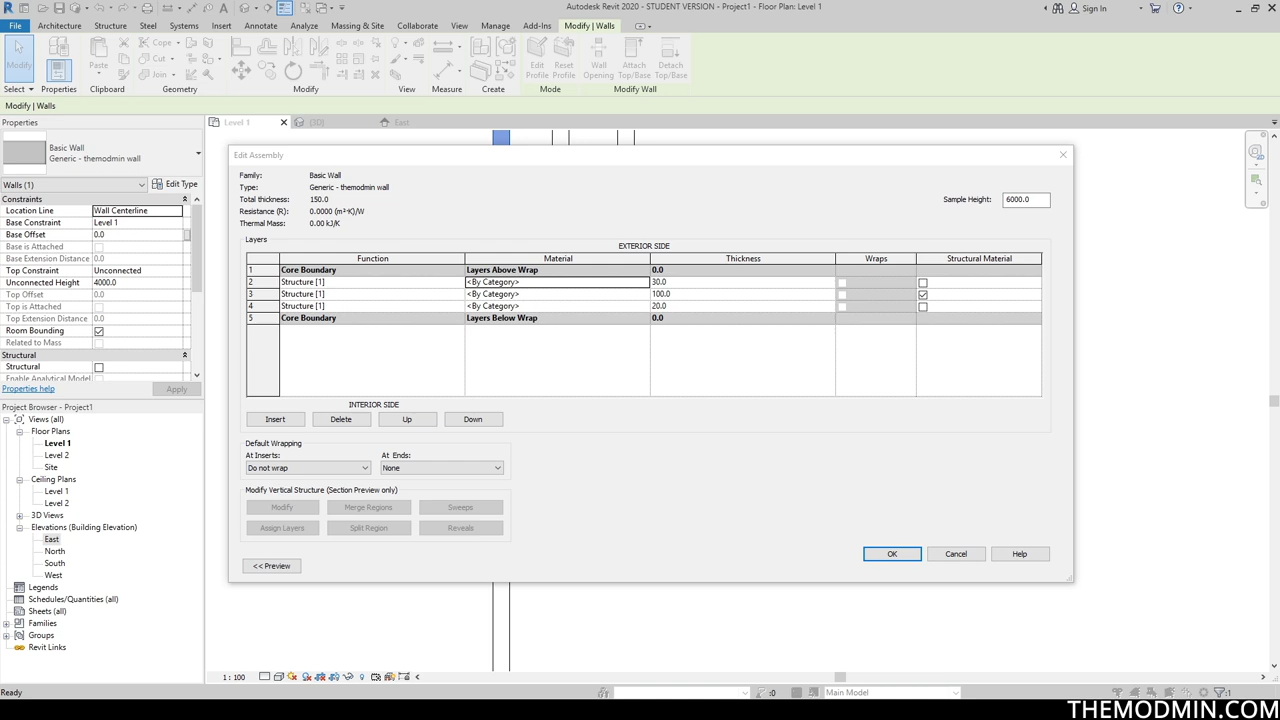 Autodesk Revit 2020 - STUDENT VERSION - Project1 - Floor Plan: Level 1
Sign In
File Architecture Structure Steel Systems Insert Annotate Analyze Massing & Site Collaborate View Manage Add-Ins Modify | Walls
Cope
Cut
Join
Modify
Paste
Edit Profile
Reset Profile
Wall Opening
Attach Top/Base
Detach Top/Base
Select Properties Clipboard Geometry Modify View Measure Create Mode Modify Wall
Modify | Walls
Properties
Level 1
{3D}
East
Basic Wall
Generic - themodmin wall
Walls (1)
Edit Type
Constraints
Location Line Wall Centerline
Base Constraint Level 1
Base Offset 0.0
Base is Attached
Base Extension Distance 0.0
Top Constraint Unconnected
Unconnected Height 4000.0
Top Offset 0.0
Top is Attached
Top Extension Distance 0.0
Room Bounding
Related to Mass
Structural
Structural
Enable Analytical Model
Properties help
Apply
Project Browser - Project1
Views (all)
Floor Plans
Level 1
Level 2
Site
Ceiling Plans
Level 1
Level 2
3D Views
Elevations (Building Elevation)
East
North
South
West
Legends
Schedules/Quantities (all)
Sheets (all)
Families
Groups
Revit Links
Edit Assembly
Family: Basic Wall
Type: Generic - themodmin wall
Total thickness: 150.0
Resistance (R): 0.0000 (m²·K)/W
Thermal Mass: 0.00 kJ/K
Sample Height: 6000.0
Layers
EXTERIOR SIDE
Function Material Thickness Wraps Structural Material
1 Core Boundary Layers Above Wrap 0.0
2 Structure [1] <By Category> 30.0
3 Structure [1] <By Category> 100.0
4 Structure [1] <By Category> 20.0
5 Core Boundary Layers Below Wrap 0.0
INTERIOR SIDE
Insert Delete Up Down
Default Wrapping
At Inserts: At Ends:
Do not wrap None
Modify Vertical Structure (Section Preview only)
Modify Merge Regions Sweeps
Assign Layers Split Region Reveals
<< Preview
OK Cancel Help
1 : 100
Ready
:0
Main Model
:1
THEMODMIN.COM